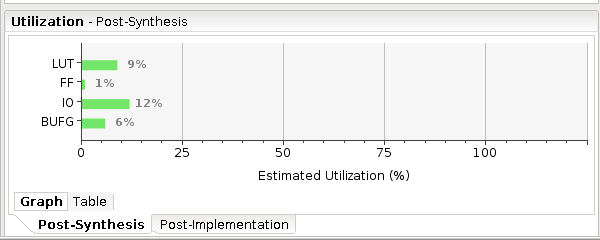 Utilization - Post-Synthesis
LUT 9%
FF 1%
IO 12%
BUFG 6%
0 25 50 75 100
Estimated Utilization (%)
Graph Table
Post-Synthesis Post-Implementation